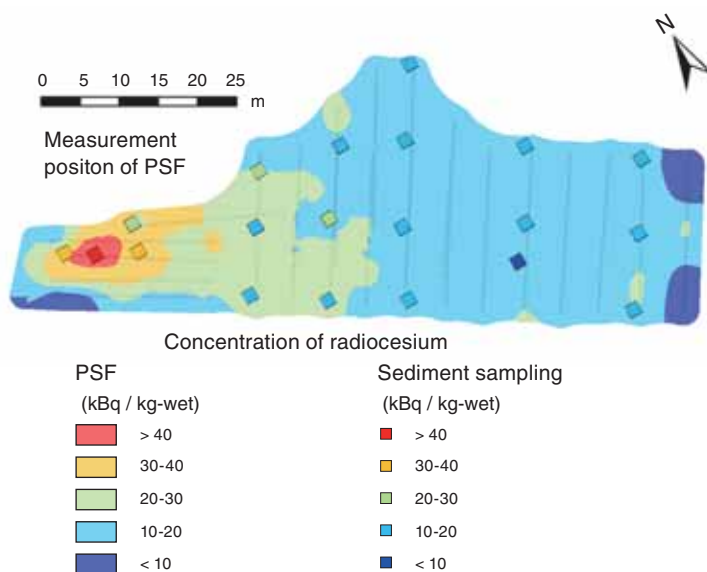 N
0 5 10 15 20 25
m
Measurement
positon of PSF
Concentration of radiocesium
PSF
(kBq / kg-wet)
> 40
30-40
20-30
10-20
< 10
Sediment sampling
(kBq / kg-wet)
> 40
30-40
20-30
10-20
< 10